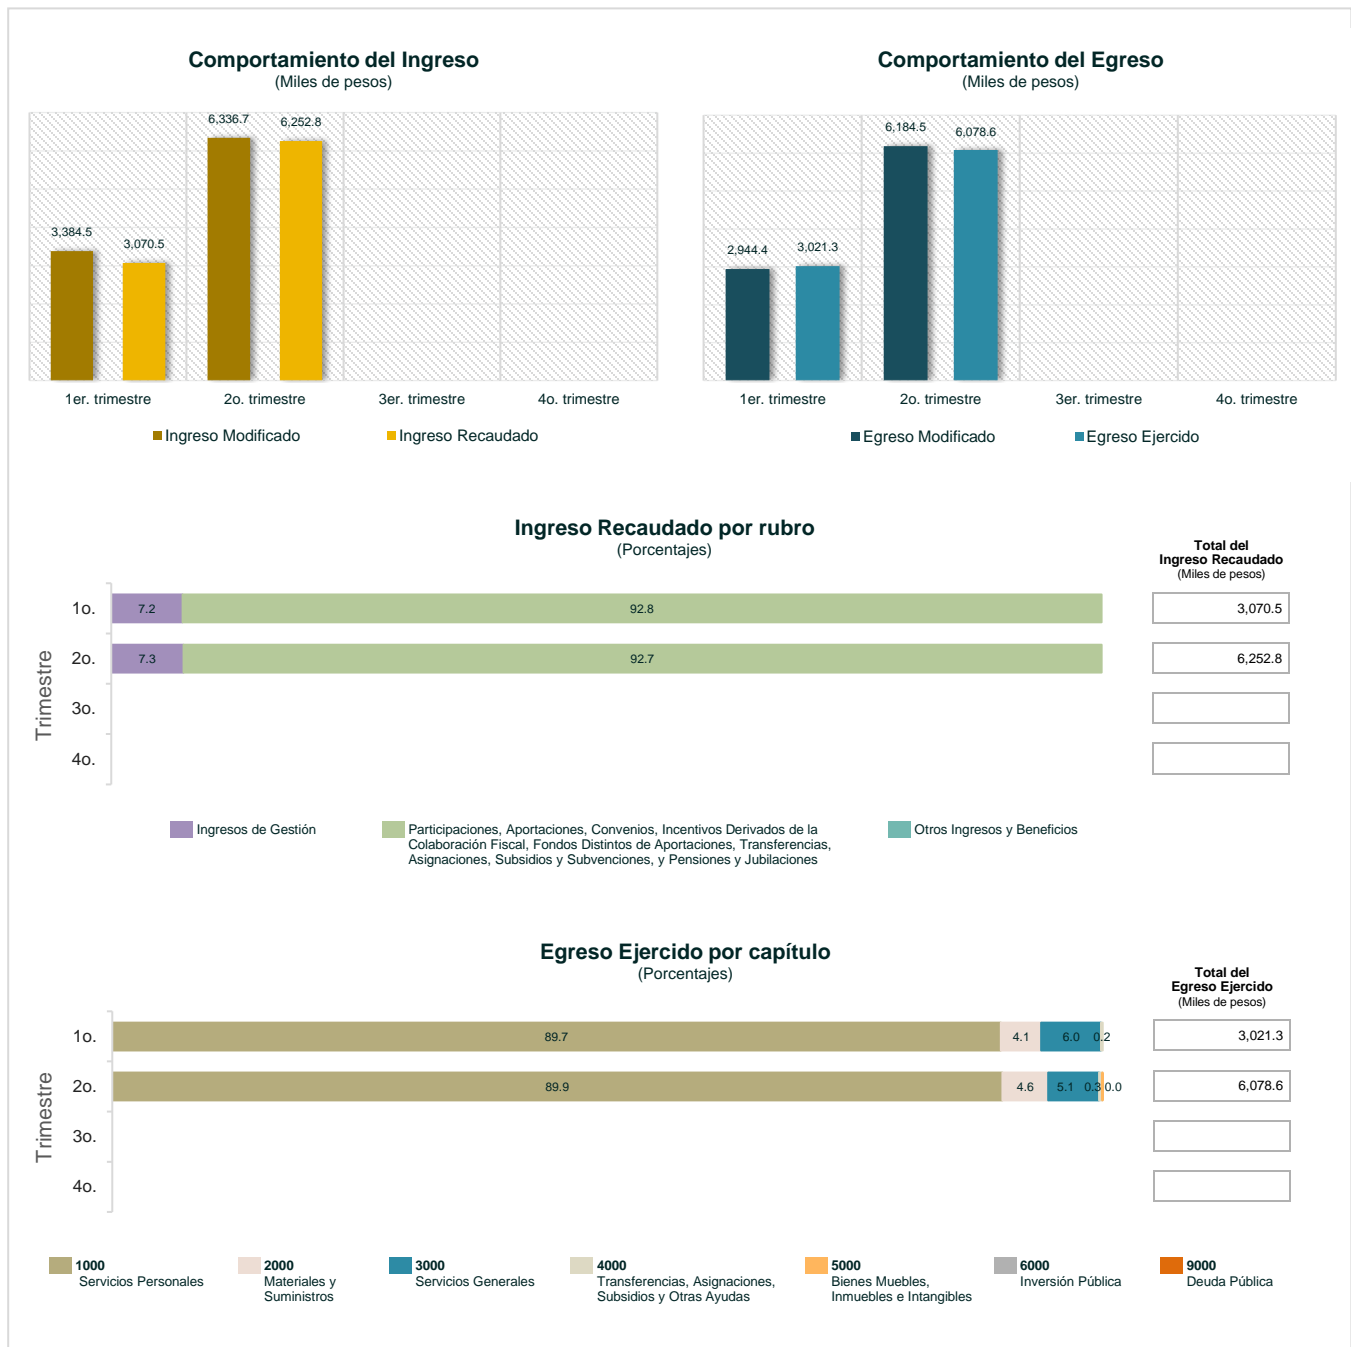 Comportamiento del Ingreso
(Miles de pesos)
6,336.7
6,252.8
3,384.5
3,070.5
1er. trimestre
2o. trimestre
3er. trimestre
4o. trimestre
Ingreso Modificado
Ingreso Recaudado
Comportamiento del Egreso
(Miles de pesos)
6,184.5
6,078.6
2,944.4
3,021.3
1er. trimestre
2o. trimestre
3er. trimestre
4o. trimestre
Egreso Modificado
Egreso Ejercido
Ingreso Recaudado por rubro
(Porcentajes)
Total del
Ingreso Recaudado
(Miles de pesos)
Trimestre
1o.
7.2
92.8
3,070.5
2o.
7.3
92.7
6,252.8
3o.
4o.
Ingresos de Gestión
Participaciones, Aportaciones, Convenios, Incentivos Derivados de la
Colaboración Fiscal, Fondos Distintos de Aportaciones, Transferencias,
Asignaciones, Subsidios y Subvenciones, y Pensiones y Jubilaciones
Otros Ingresos y Beneficios
Egreso Ejercido por capítulo
(Porcentajes)
Total del
Egreso Ejercido
(Miles de pesos)
Trimestre
1o.
89.7
4.1
6.0
0.2
3,021.3
2o.
89.9
4.6
5.1
0.3
0.0
6,078.6
3o.
4o.
1000
Servicios Personales
2000
Materiales y
Suministros
3000
Servicios Generales
4000
Transferencias, Asignaciones,
Subsidios y Otras Ayudas
5000
Bienes Muebles,
Inmuebles e Intangibles
6000
Inversión Pública
9000
Deuda Pública